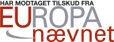 HAR MODTAGET TILSKUD FRA
EUROPA
nævnet